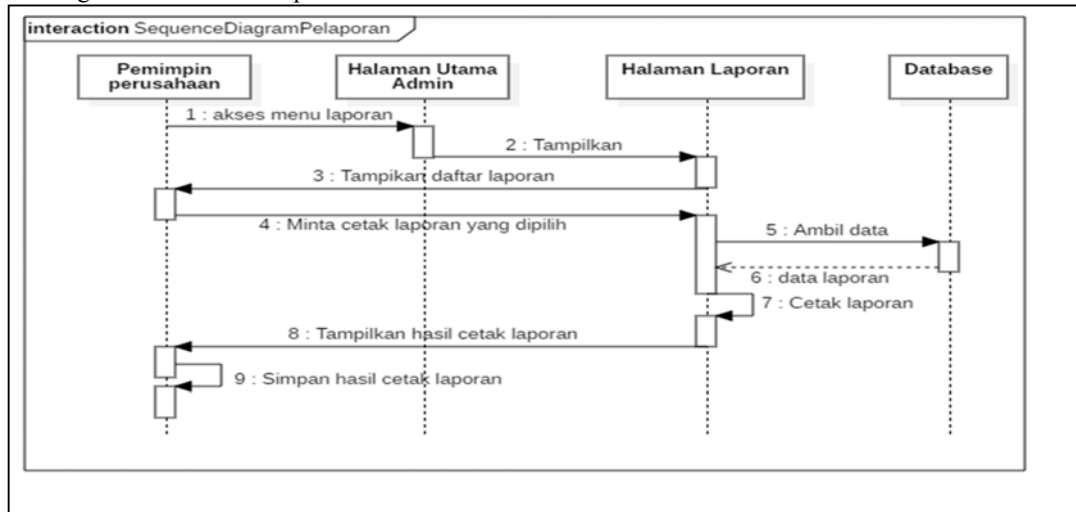 interaction SequenceDiagramPelaporan
Pemimpin
perusahaan
Halaman Utama
Admin
Halaman Laporan
Database
1 : akses menu laporan
2 : Tampilkan
3 : Tampikan daftar laporan
4 : Minta cetak laporan yang dipilih
5 : Ambil data
6 : data laporan
7 : Cetak laporan
8 : Tampilkan hasil cetak laporan
9 : Simpan hasil cetak laporan